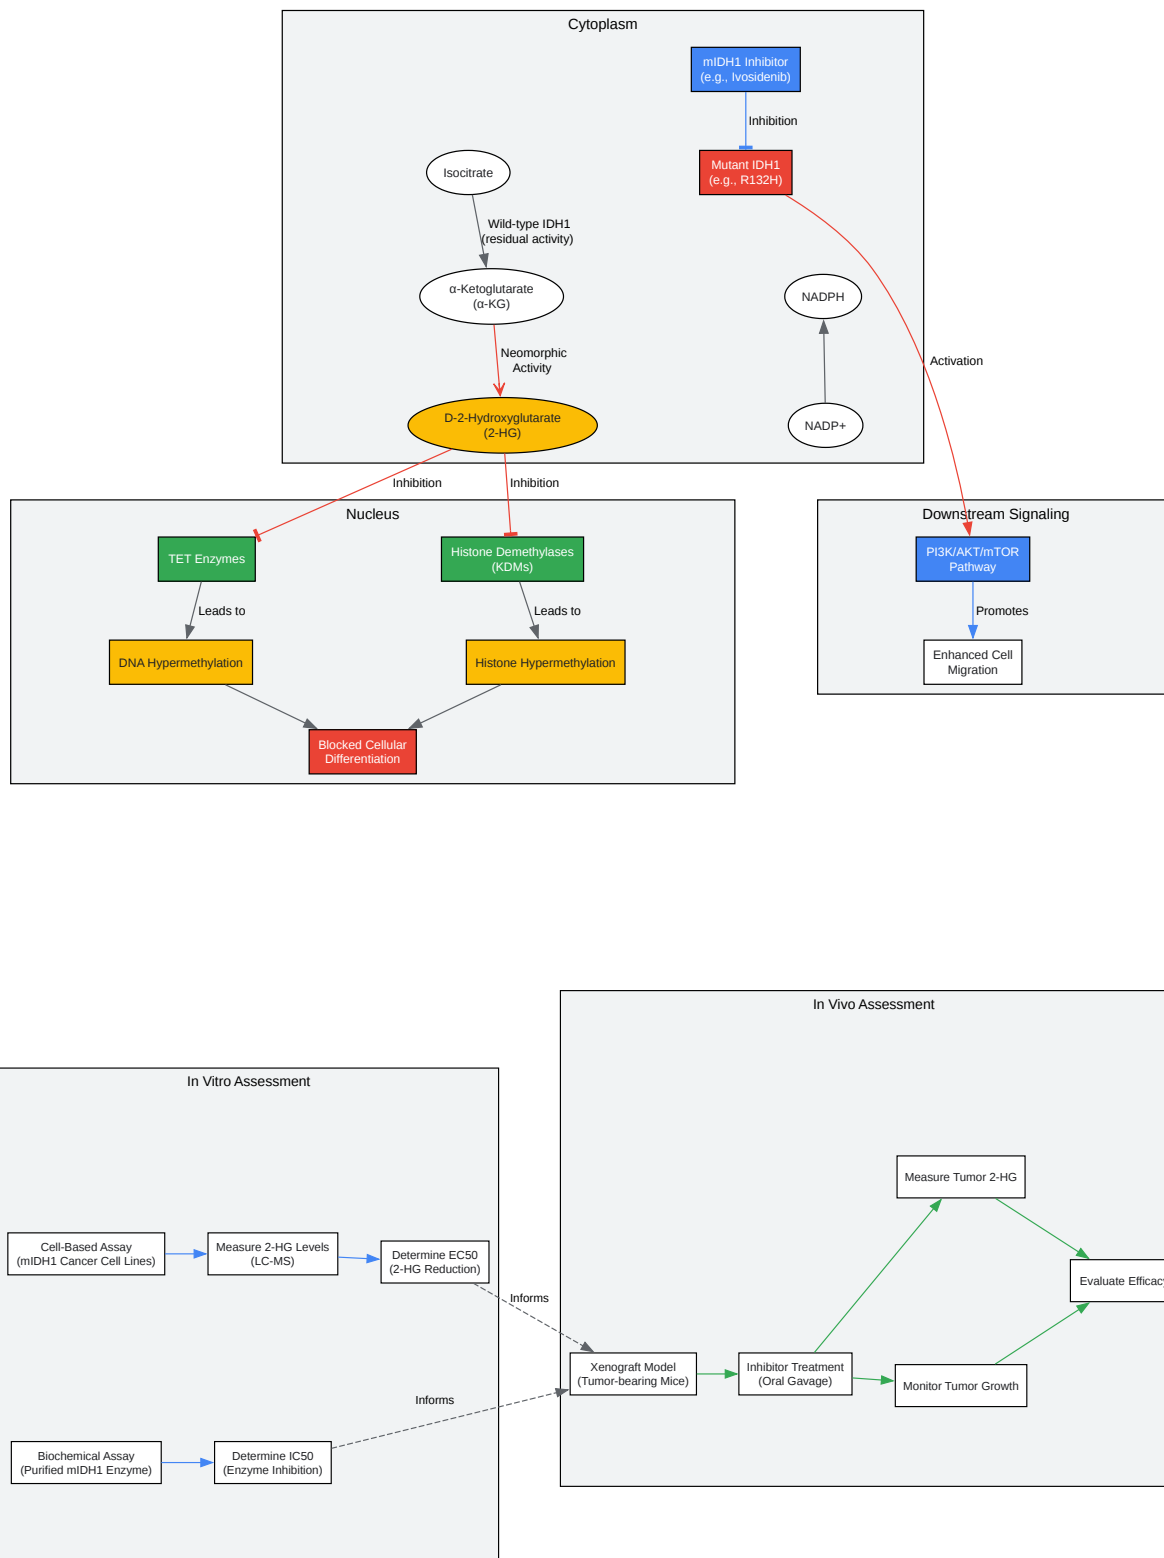 Cytoplasm
mIDH1 Inhibitor
(e.g., Ivosidenib)
Inhibition
Mutant IDH1
(e.g., R132H)
Isocitrate
Wild-type IDH1
(residual activity)
α-Ketoglutarate
(α-KG)
NADPH
Neomorphic
Activity
Activation
D-2-Hydroxyglutarate
(2-HG)
NADP+
Inhibition
Inhibition
Nucleus
Downstream Signaling
TET Enzymes
Histone Demethylases
(KDMs)
PI3K/AKT/mTOR
Pathway
Leads to
Leads to
Promotes
DNA Hypermethylation
Histone Hypermethylation
Enhanced Cell
Migration
Blocked Cellular
Differentiation
In Vivo Assessment
In Vitro Assessment
Measure Tumor 2-HG
Cell-Based Assay
(mIDH1 Cancer Cell Lines)
Measure 2-HG Levels
(LC-MS)
Determine EC50
(2-HG Reduction)
Evaluate Efficacy
Informs
Xenograft Model
(Tumor-bearing Mice)
Inhibitor Treatment
(Oral Gavage)
Monitor Tumor Growth
Informs
Biochemical Assay
(Purified mIDH1 Enzyme)
Determine IC50
(Enzyme Inhibition)